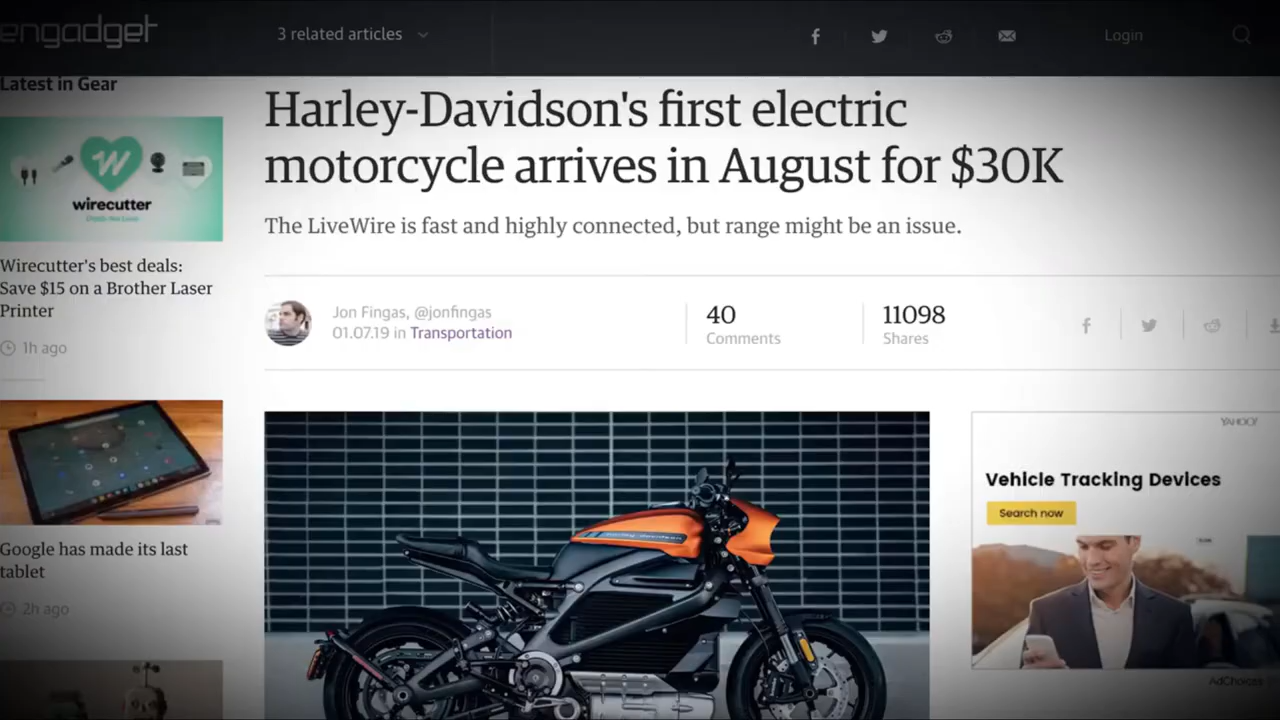 engadget
3 related articles
Login
Latest in Gear
wirecutter
Wirecutter's best deals:
Save $15 on a Brother Laser
Printer
1h ago
Google has made its last
tablet
2h ago
Harley-Davidson's first electric
motorcycle arrives in August for $30K
The LiveWire is fast and highly connected, but range might be an issue.
Jon Fingas, @jonfingas
01.07.19 in Transportation
40
Comments
11098
Shares
YAHOO!
Vehicle Tracking Devices
Search now
AdChoices